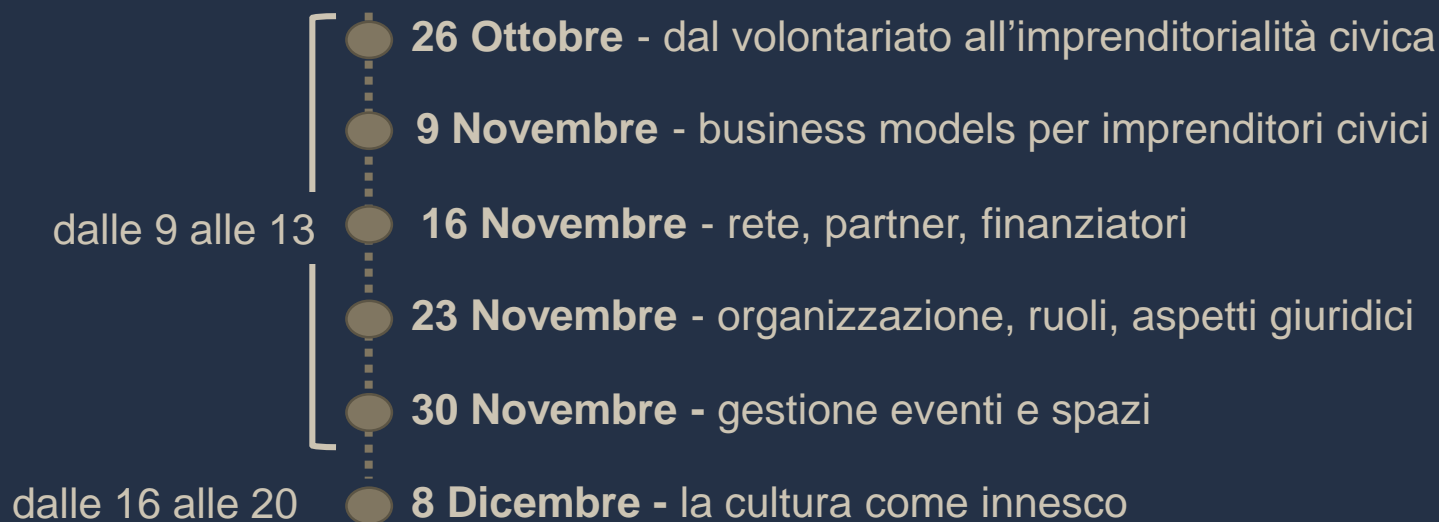 26 Ottobre - dal volontariato all’imprenditorialità civica
9 Novembre - business models per imprenditori civici
dalle 9 alle 13
16 Novembre - rete, partner, finanziatori
23 Novembre - organizzazione, ruoli, aspetti giuridici
30 Novembre - gestione eventi e spazi
dalle 16 alle 20
8 Dicembre - la cultura come innesco